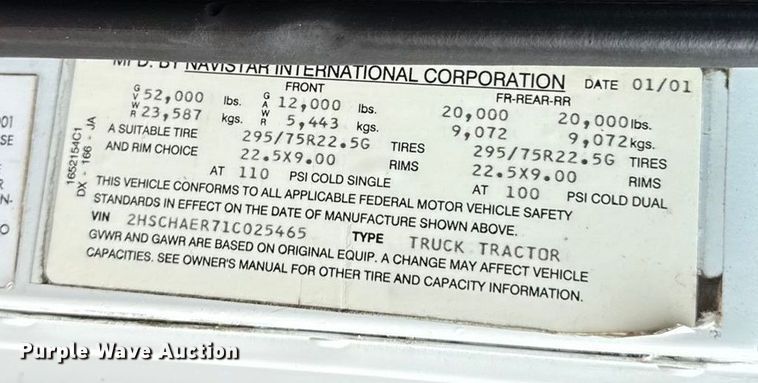 MFD. BY NAVISTAR INTERNATIONAL CORPORATION DATE 01/01
FRONT FR-REAR-RR
GVWR 52,000 lbs. GAWR 12,000 lbs. 20,000 20,000 lbs.
23,587 kgs. 5,443 kgs. 9,072 9,072 kgs.
A SUITABLE TIRE 295/75R22.5G TIRES 295/75R22.5G TIRES
AND RIM CHOICE 22.5X9.00 RIMS 22.5X9.00 RIMS
AT 110 PSI COLD SINGLE AT 100 PSI COLD DUAL
THIS VEHICLE CONFORMS TO ALL APPLICABLE FEDERAL MOTOR VEHICLE SAFETY
STANDARDS IN EFFECT ON THE DATE OF MANUFACTURE SHOWN ABOVE.
VIN 2HSCHAER71C025465 TYPE TRUCK TRACTOR
GVWR AND GAWR ARE BASED ON ORIGINAL EQUIP. A CHANGE MAY AFFECT VEHICLE
CAPACITIES. SEE OWNER'S MANUAL FOR OTHER TIRE AND CAPACITY INFORMATION.
1652154C1
DX - 166 - JA
Purple Wave Auction